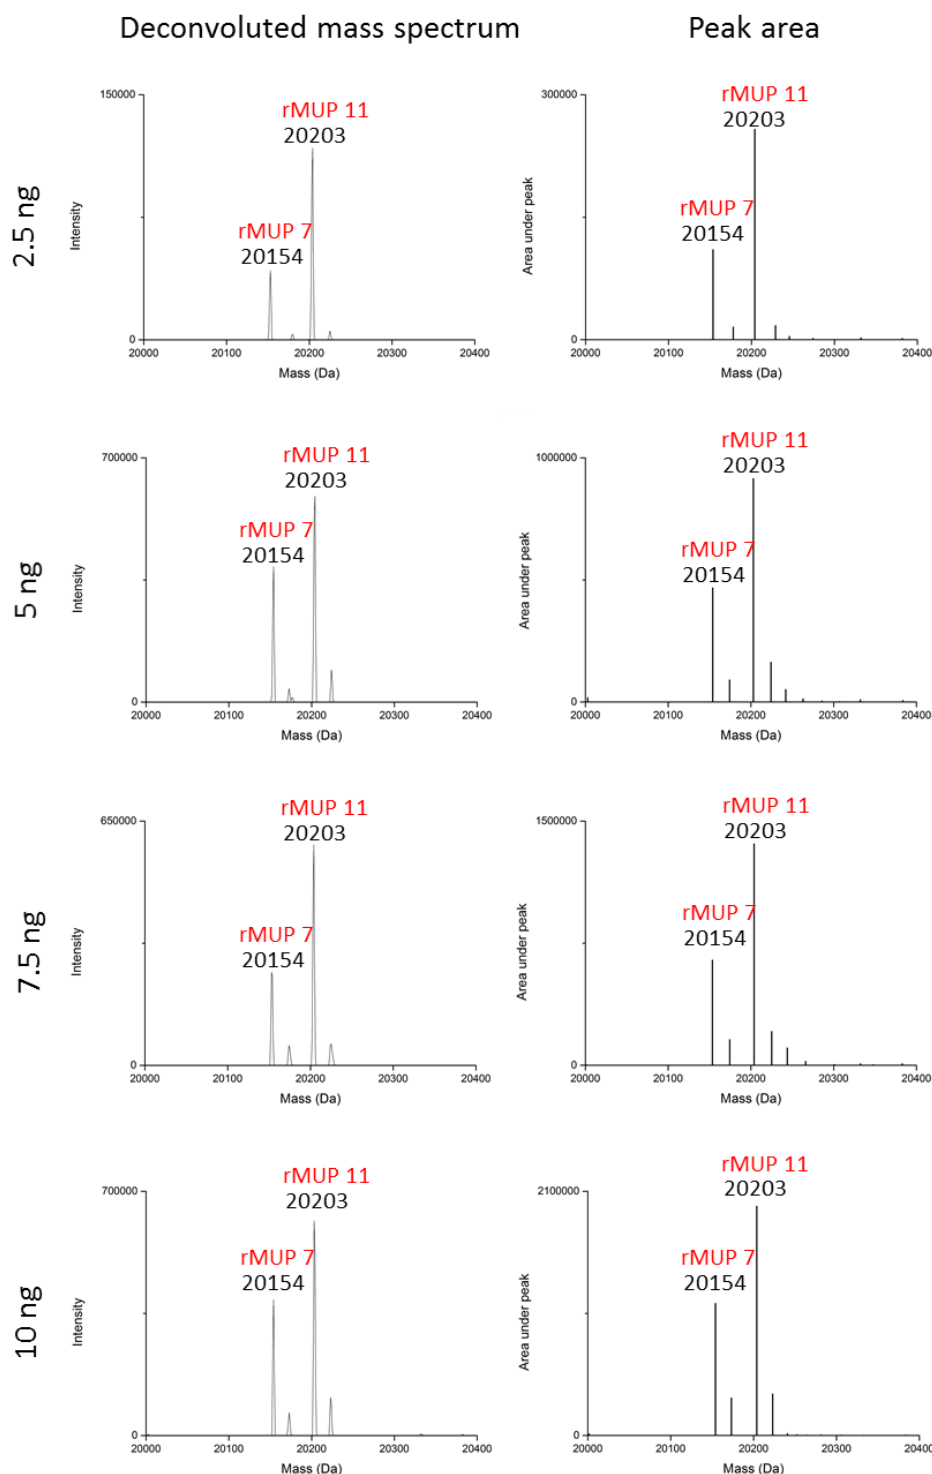 Deconvoluted mass spectrum
Peak area
2.5 ng
150000
Intensity
0
rMUP 7
20154
rMUP 11
20203
20000 20100 20200 20300 20400
Mass (Da)
300000
Area under peak
0
rMUP 7
20154
rMUP 11
20203
20000 20100 20200 20300 20400
Mass (Da)
5 ng
700000
Intensity
0
rMUP 7
20154
rMUP 11
20203
20000 20100 20200 20300 20400
Mass (Da)
1000000
Area under peak
0
rMUP 7
20154
rMUP 11
20203
20000 20100 20200 20300 20400
Mass (Da)
7.5 ng
650000
Intensity
0
rMUP 7
20154
rMUP 11
20203
20000 20100 20200 20300 20400
Mass (Da)
1500000
Area under peak
0
rMUP 7
20154
rMUP 11
20203
20000 20100 20200 20300 20400
Mass (Da)
10 ng
700000
Intensity
0
rMUP 7
20154
rMUP 11
20203
20000 20100 20200 20300 20400
Mass (Da)
2100000
Area under peak
0
rMUP 7
20154
rMUP 11
20203
20000 20100 20200 20300 20400
Mass (Da)